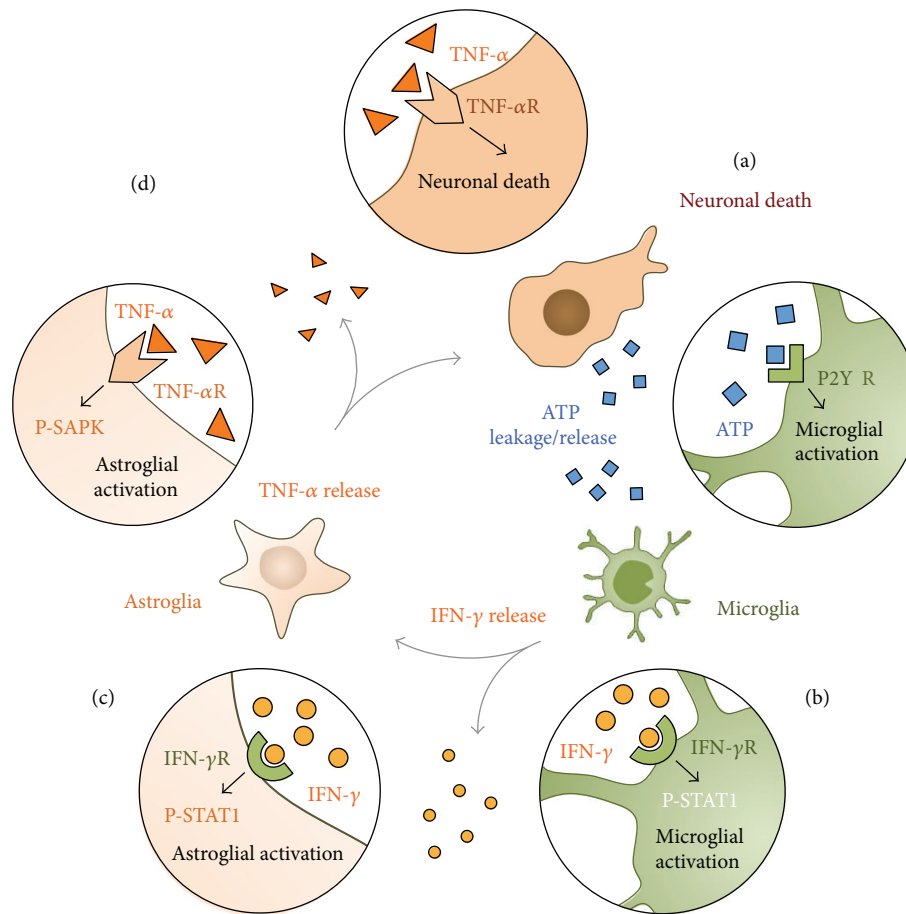 TNF-α
TNF-αR
Neuronal death
(a)
Neuronal death
(d)
TNF-α
TNF-αR
P-SAPK
Astroglial
activation
ATP
leakage/release
P2Y R
ATP
Microglial
activation
TNF-α release
Astroglia
IFN-γ release
Microglia
(c)
(b)
IFN-γR
IFN-γ
P-STAT1
Astroglial activation
IFN-γ
IFN-γR
P-STAT1
Microglial
activation